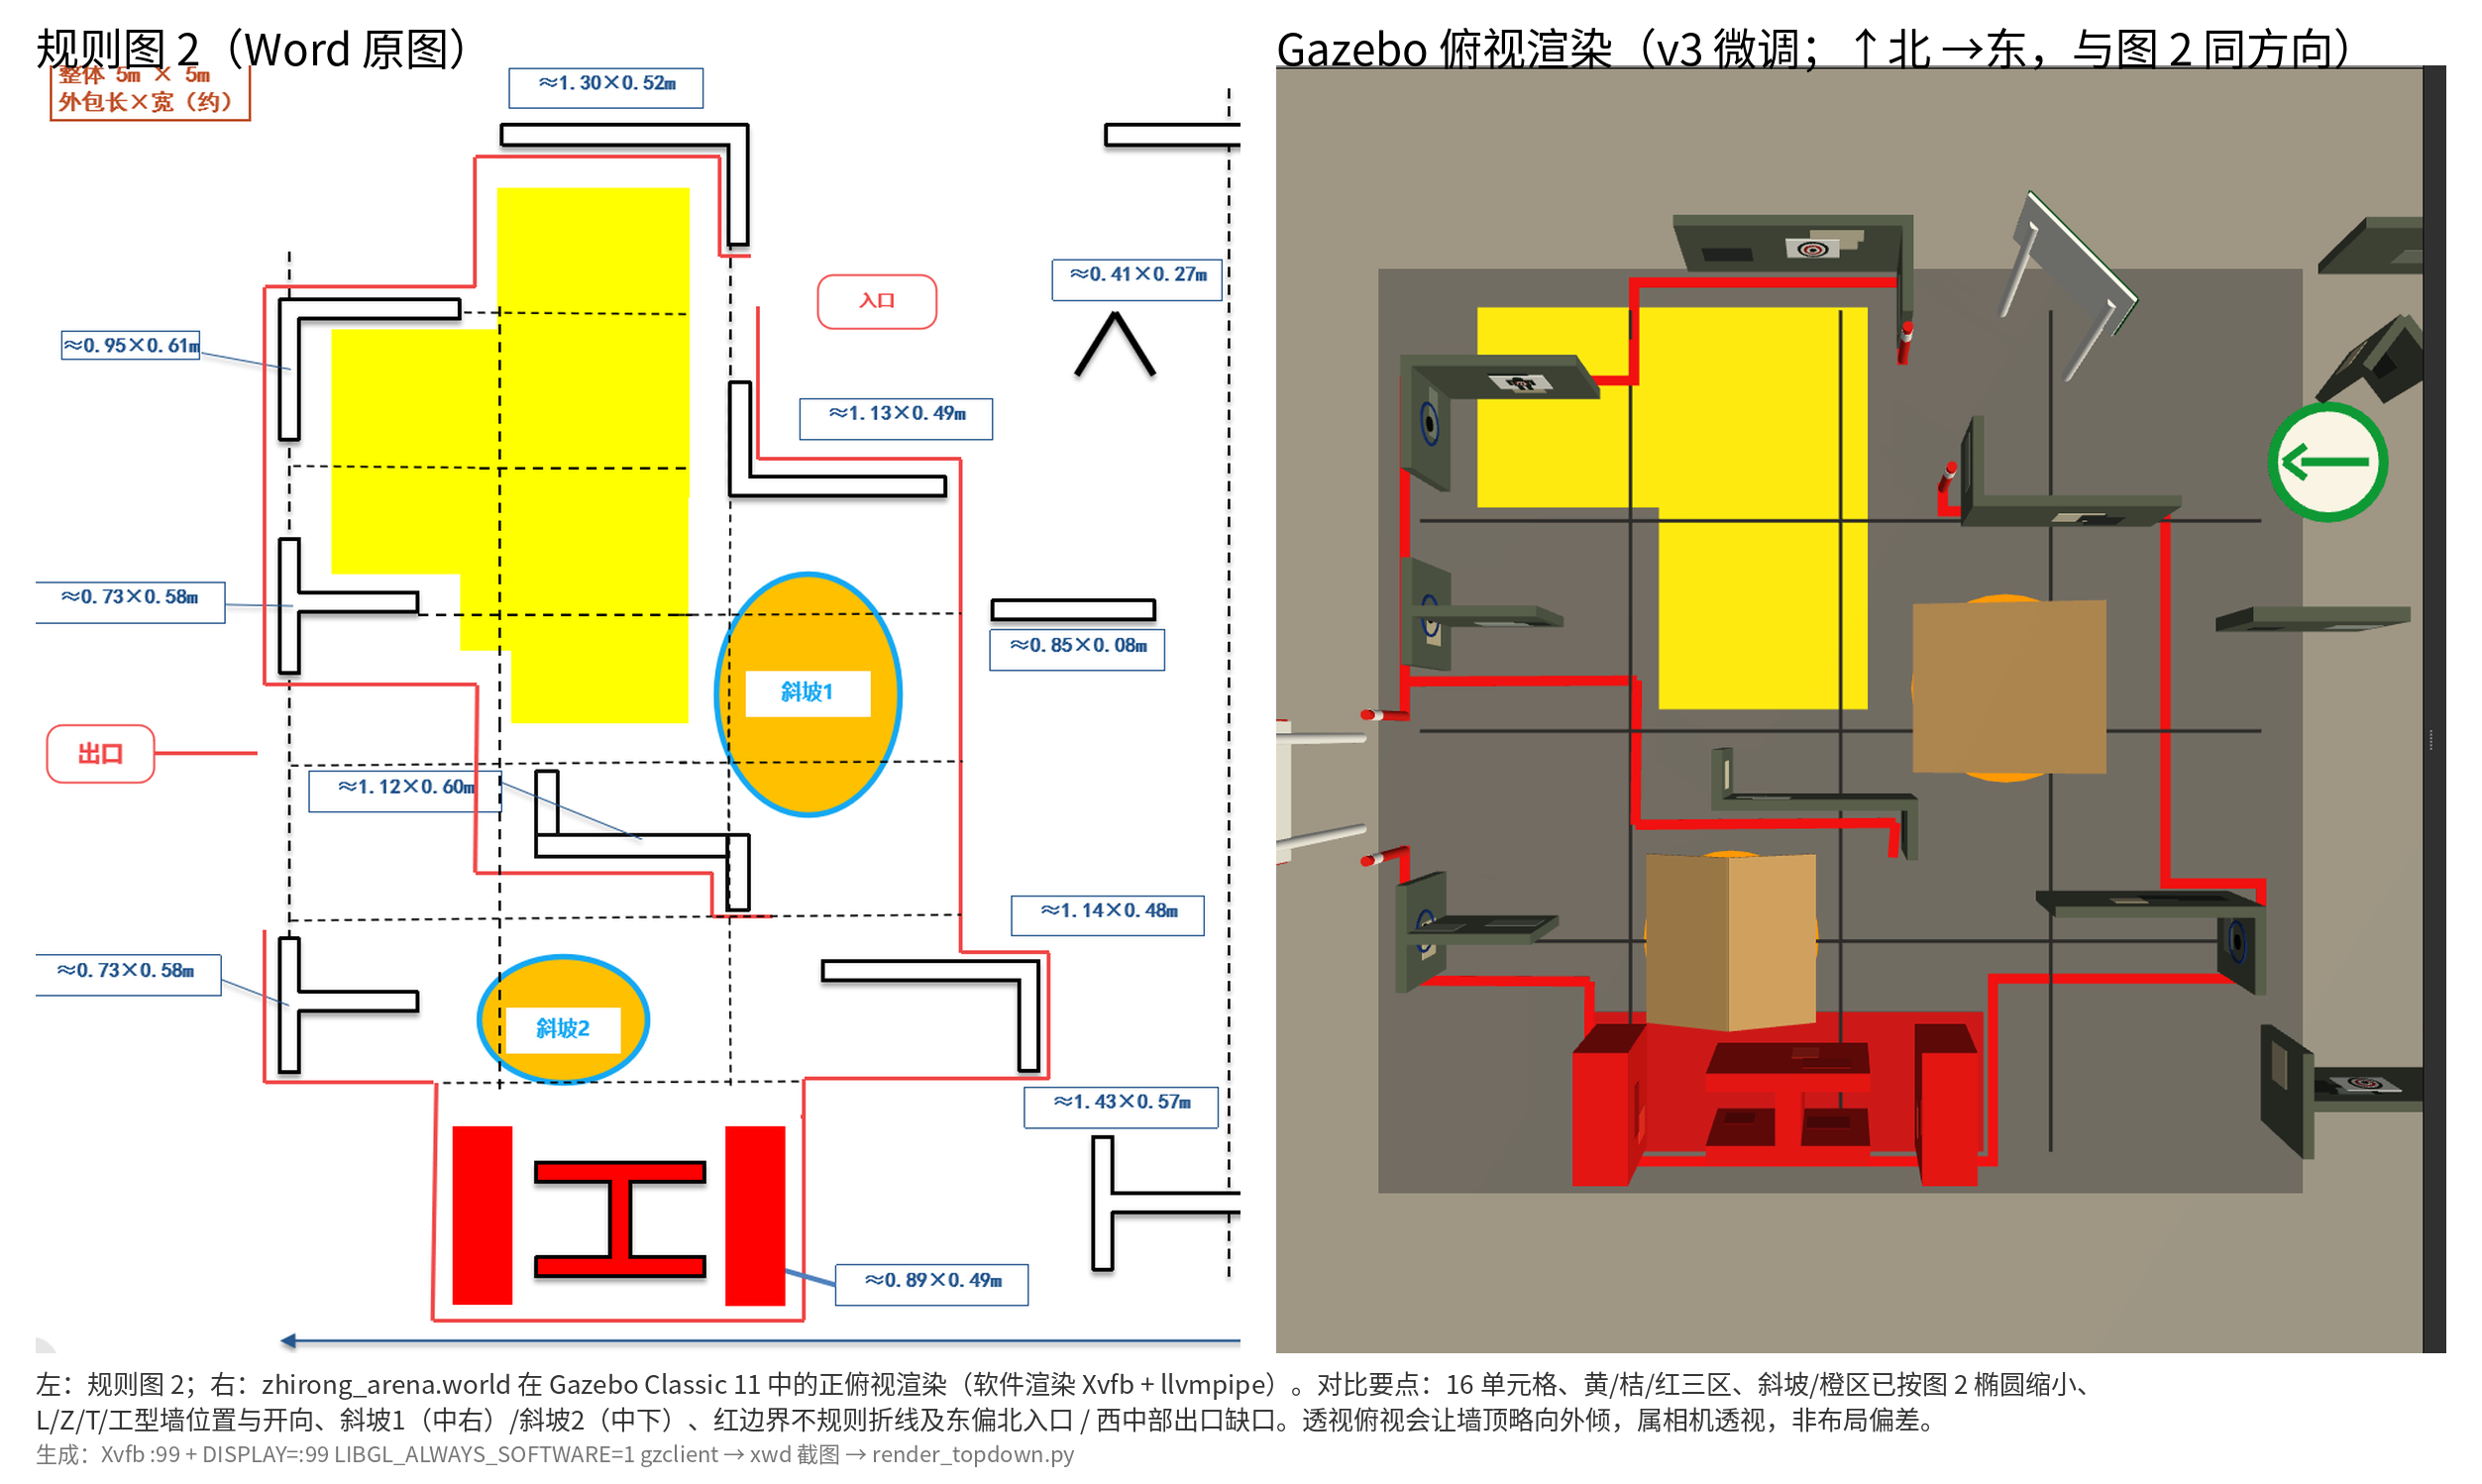 规则图 2（Word 原图）
Gazebo 俯视渲染（v3 微调；↑北 →东，与图 2 同方向）
整体 5m × 5m
外包长×宽（约）
≈1.30×0.52m
入口
≈0.41×0.27m
≈0.95×0.61m
≈1.13×0.49m
≈0.73×0.58m
≈0.85×0.08m
斜坡1
出口
≈1.12×0.60m
≈1.14×0.48m
≈0.73×0.58m
斜坡2
≈1.43×0.57m
≈0.89×0.49m
左：规则图 2；右：zhirong_arena.world 在 Gazebo Classic 11 中的正俯视渲染（软件渲染 Xvfb + llvmpipe）。对比要点：16 单元格、黄/桔/红三区、斜坡/橙区已按图 2 椭圆缩小、
L/Z/T/工型墙位置与开向、斜坡1（中右）/斜坡2（中下）、红边界不规则折线及东偏北入口 / 西中部出口缺口。透视俯视会让墙顶略向外倾，属相机透视，非布局偏差。
生成：Xvfb :99 + DISPLAY=:99 LIBGL_ALWAYS_SOFTWARE=1 gzclient → xwd 截图 → render_topdown.py